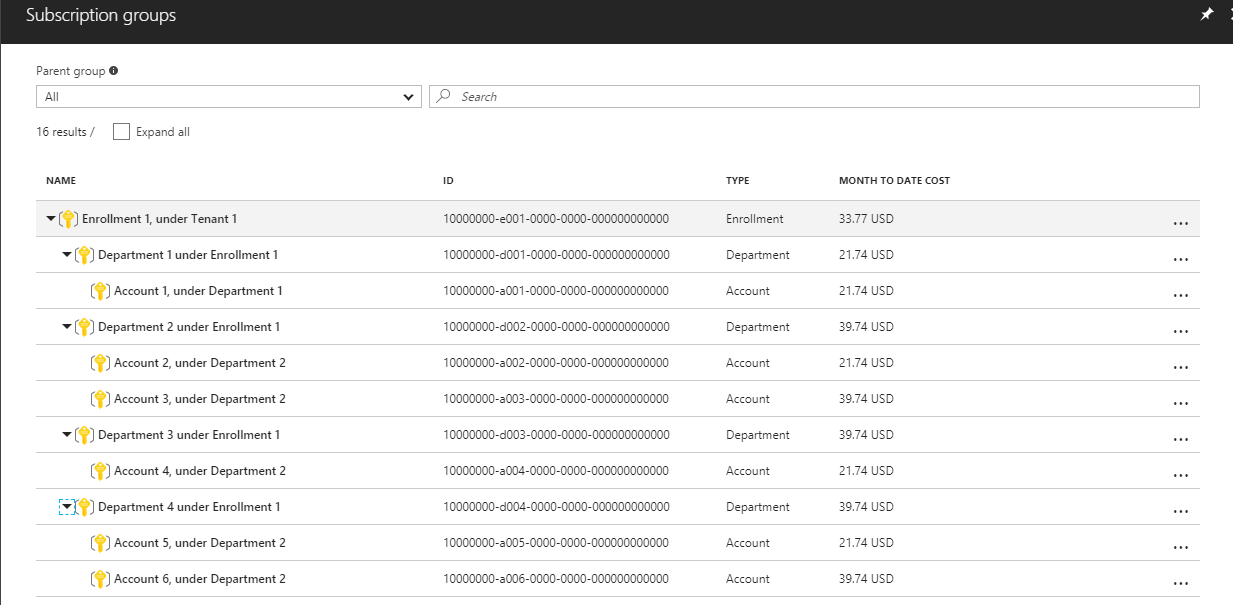 Subscription groups
Parent group
All
Search
16 results / Expand all
NAME ID TYPE MONTH TO DATE COST
Enrollment 1, under Tenant 1 10000000-e001-0000-0000-000000000000 Enrollment 33.77 USD ...
Department 1 under Enrollment 1 10000000-d001-0000-0000-000000000000 Department 21.74 USD ...
Account 1, under Department 1 10000000-a001-0000-0000-000000000000 Account 21.74 USD ...
Department 2 under Enrollment 1 10000000-d002-0000-0000-000000000000 Department 39.74 USD ...
Account 2, under Department 2 10000000-a002-0000-0000-000000000000 Account 21.74 USD ...
Account 3, under Department 2 10000000-a003-0000-0000-000000000000 Account 39.74 USD ...
Department 3 under Enrollment 1 10000000-d003-0000-0000-000000000000 Department 39.74 USD ...
Account 4, under Department 2 10000000-a004-0000-0000-000000000000 Account 21.74 USD ...
Department 4 under Enrollment 1 10000000-d004-0000-0000-000000000000 Department 39.74 USD ...
Account 5, under Department 2 10000000-a005-0000-0000-000000000000 Account 21.74 USD ...
Account 6, under Department 2 10000000-a006-0000-0000-000000000000 Account 39.74 USD ...